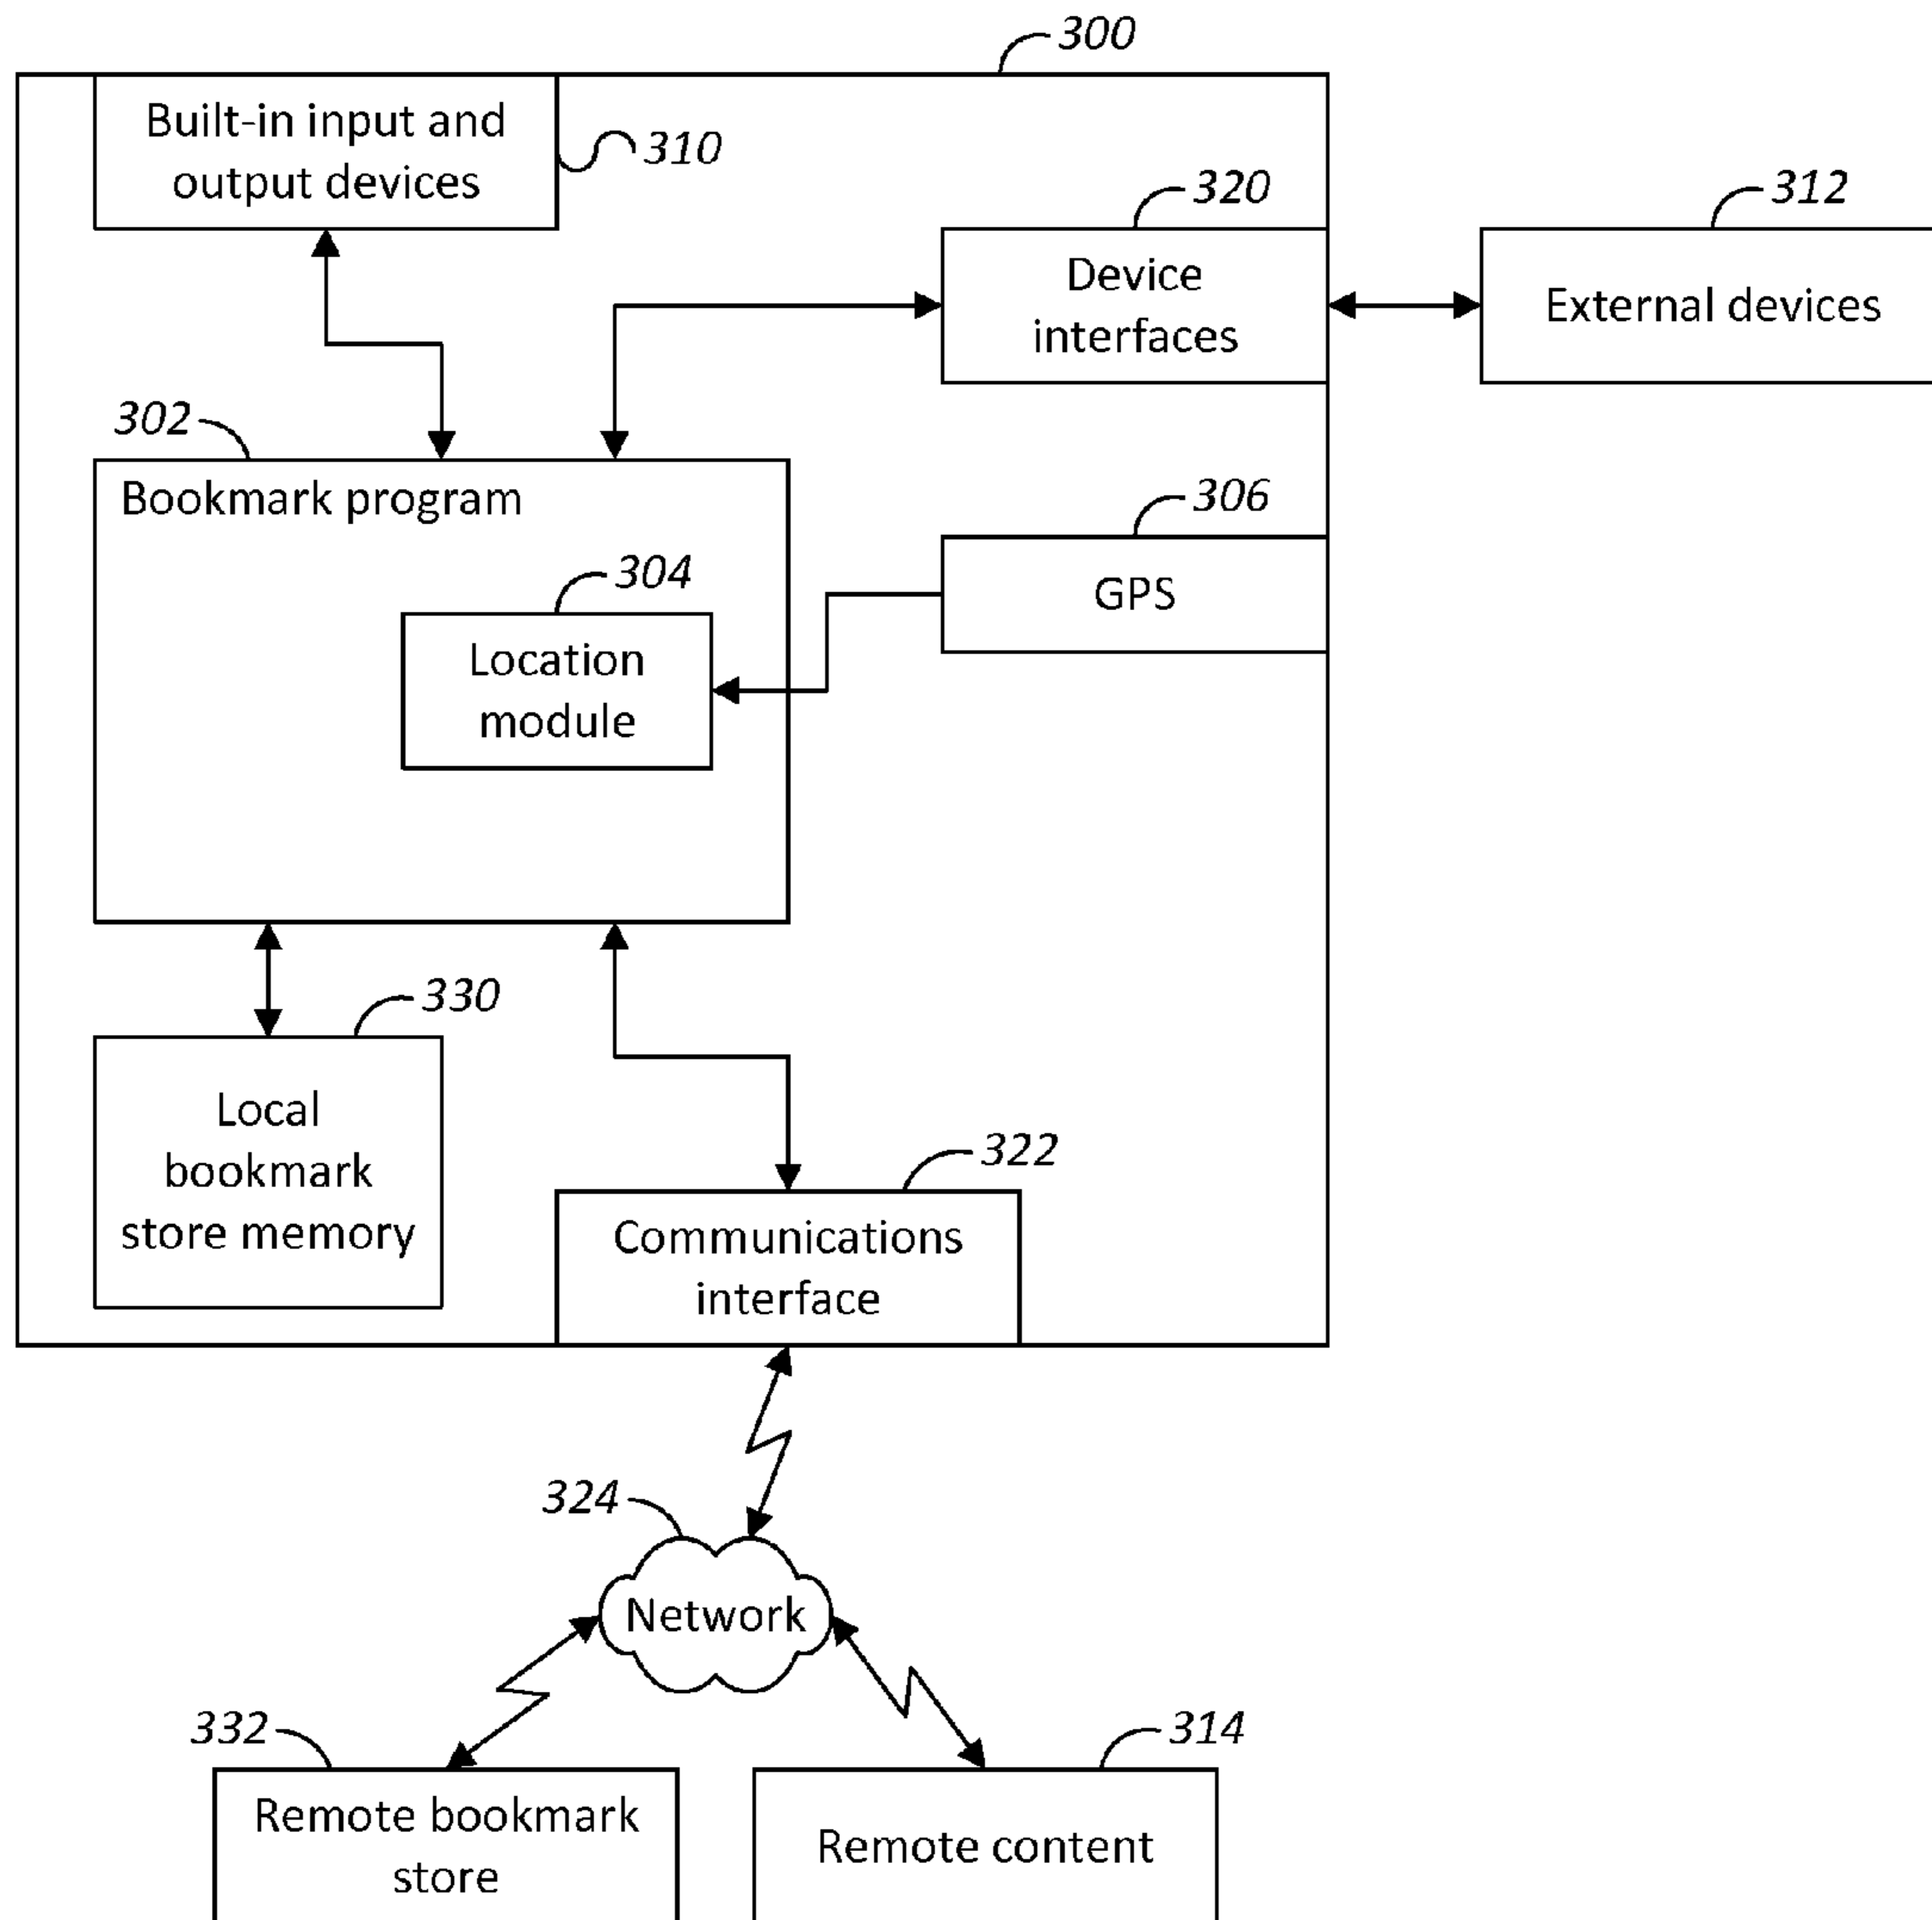 300
Built-in input and
output devices
310
320
312
Device
interfaces
External devices
302
Bookmark program
306
GPS
304
Location
module
330
Local
bookmark
store memory
322
Communications
interface
324
Network
332
314
Remote bookmark
store
Remote content